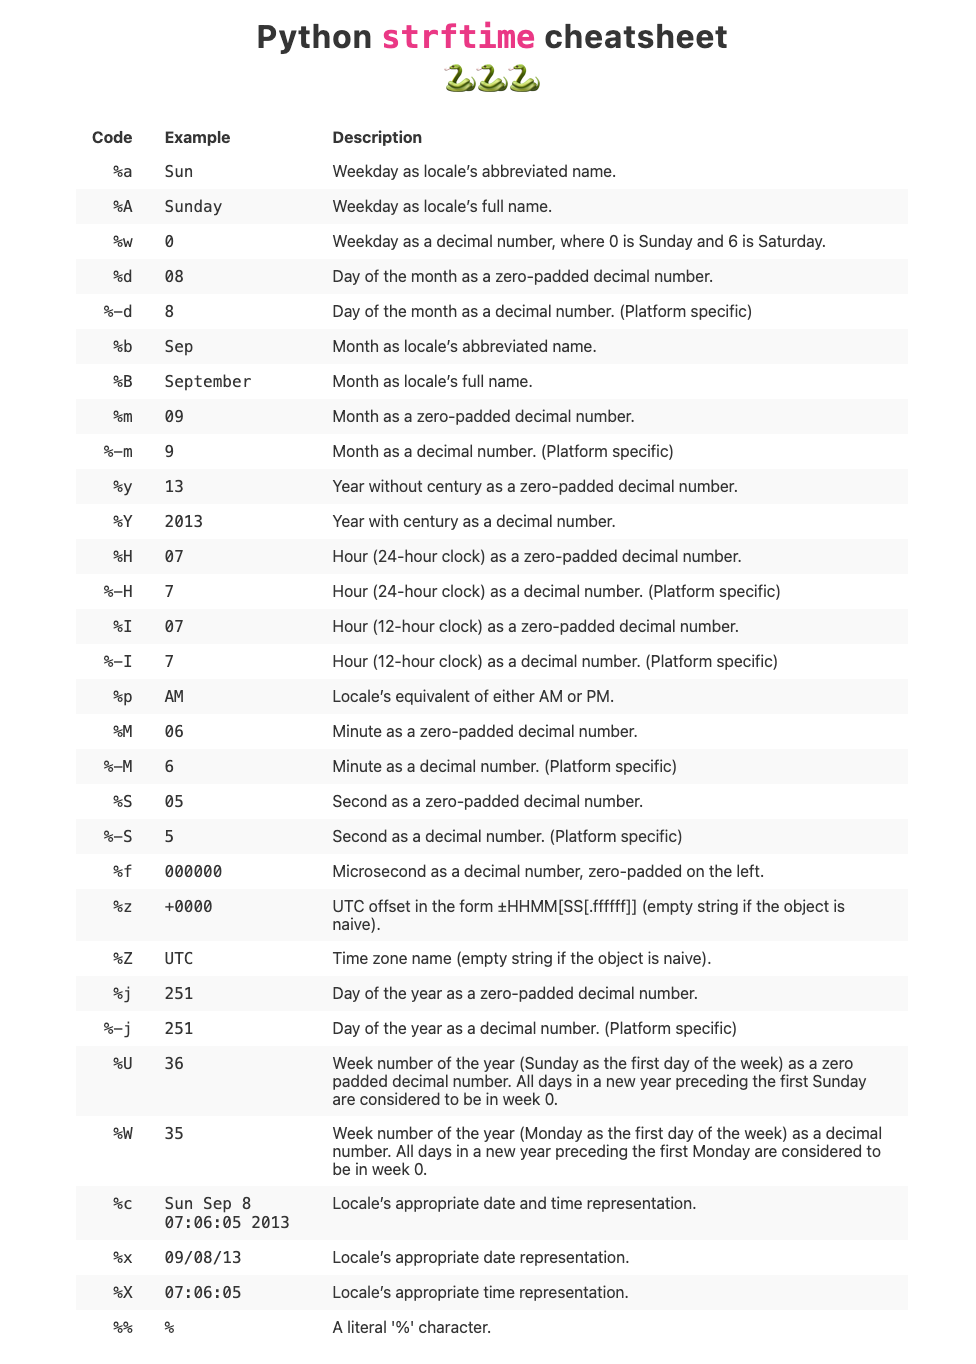 Python strftime cheatsheet
Code Example Description
%a Sun Weekday as locale’s abbreviated name.
%A Sunday Weekday as locale’s full name.
%w 0 Weekday as a decimal number, where 0 is Sunday and 6 is Saturday.
%d 08 Day of the month as a zero-padded decimal number.
%-d 8 Day of the month as a decimal number. (Platform specific)
%b Sep Month as locale’s abbreviated name.
%B September Month as locale’s full name.
%m 09 Month as a zero-padded decimal number.
%-m 9 Month as a decimal number. (Platform specific)
%y 13 Year without century as a zero-padded decimal number.
%Y 2013 Year with century as a decimal number.
%H 07 Hour (24-hour clock) as a zero-padded decimal number.
%-H 7 Hour (24-hour clock) as a decimal number. (Platform specific)
%I 07 Hour (12-hour clock) as a zero-padded decimal number.
%-I 7 Hour (12-hour clock) as a decimal number. (Platform specific)
%p AM Locale’s equivalent of either AM or PM.
%M 06 Minute as a zero-padded decimal number.
%-M 6 Minute as a decimal number. (Platform specific)
%S 05 Second as a zero-padded decimal number.
%-S 5 Second as a decimal number. (Platform specific)
%f 000000 Microsecond as a decimal number, zero-padded on the left.
%z +0000 UTC offset in the form ±HHMM[SS[.ffffff]] (empty string if the object is
naive).
%Z UTC Time zone name (empty string if the object is naive).
%j 251 Day of the year as a zero-padded decimal number.
%-j 251 Day of the year as a decimal number. (Platform specific)
%U 36 Week number of the year (Sunday as the first day of the week) as a zero
padded decimal number. All days in a new year preceding the first Sunday
are considered to be in week 0.
%W 35 Week number of the year (Monday as the first day of the week) as a decimal
number. All days in a new year preceding the first Monday are considered to
be in week 0.
%c Sun Sep 8 Locale’s appropriate date and time representation.
07:06:05 2013
%x 09/08/13 Locale’s appropriate date representation.
%X 07:06:05 Locale’s appropriate time representation.
%% % A literal '%' character.